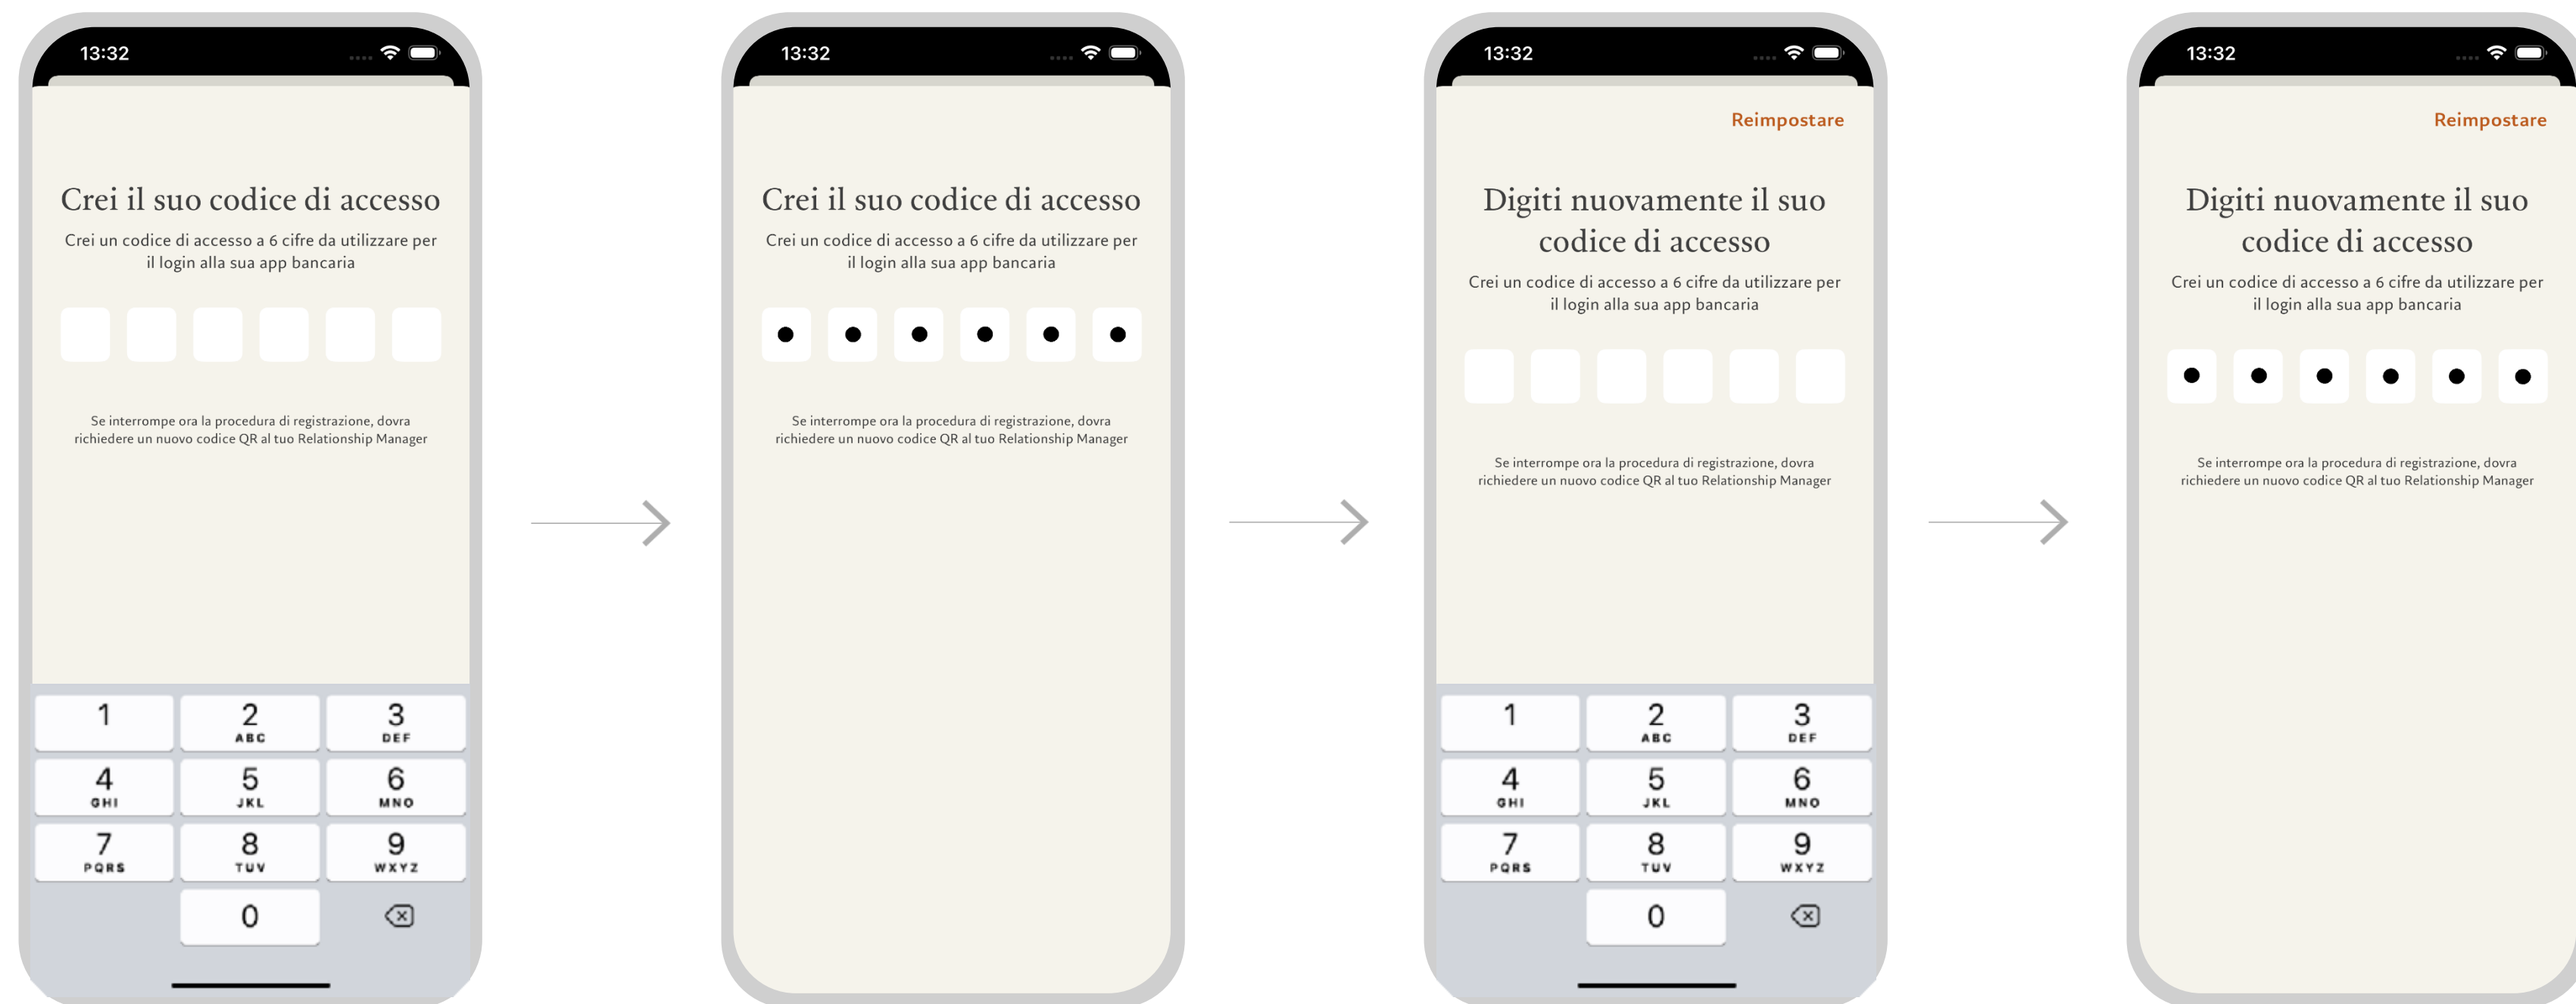 13:32
Crei il suo codice di accesso
Crei un codice di accesso a 6 cifre da utilizzare per
il login alla sua app bancaria
Se interrompe ora la procedura di registrazione, dovra
richiedere un nuovo codice QR al tuo Relationship Manager
1
2
ABC
3
DEF
4
GHI
5
JKL
6
MNO
7
PQRS
8
TUV
9
WXYZ
0
13:32
Crei il suo codice di accesso
Crei un codice di accesso a 6 cifre da utilizzare per
il login alla sua app bancaria
Se interrompe ora la procedura di registrazione, dovra
richiedere un nuovo codice QR al tuo Relationship Manager
13:32
Reimpostare
Digiti nuovamente il suo
codice di accesso
Crei un codice di accesso a 6 cifre da utilizzare per
il login alla sua app bancaria
Se interrompe ora la procedura di registrazione, dovra
richiedere un nuovo codice QR al tuo Relationship Manager
1
2
ABC
3
DEF
4
GHI
5
JKL
6
MNO
7
PQRS
8
TUV
9
WXYZ
0
13:32
Reimpostare
Digiti nuovamente il suo
codice di accesso
Crei un codice di accesso a 6 cifre da utilizzare per
il login alla sua app bancaria
Se interrompe ora la procedura di registrazione, dovra
richiedere un nuovo codice QR al tuo Relationship Manager